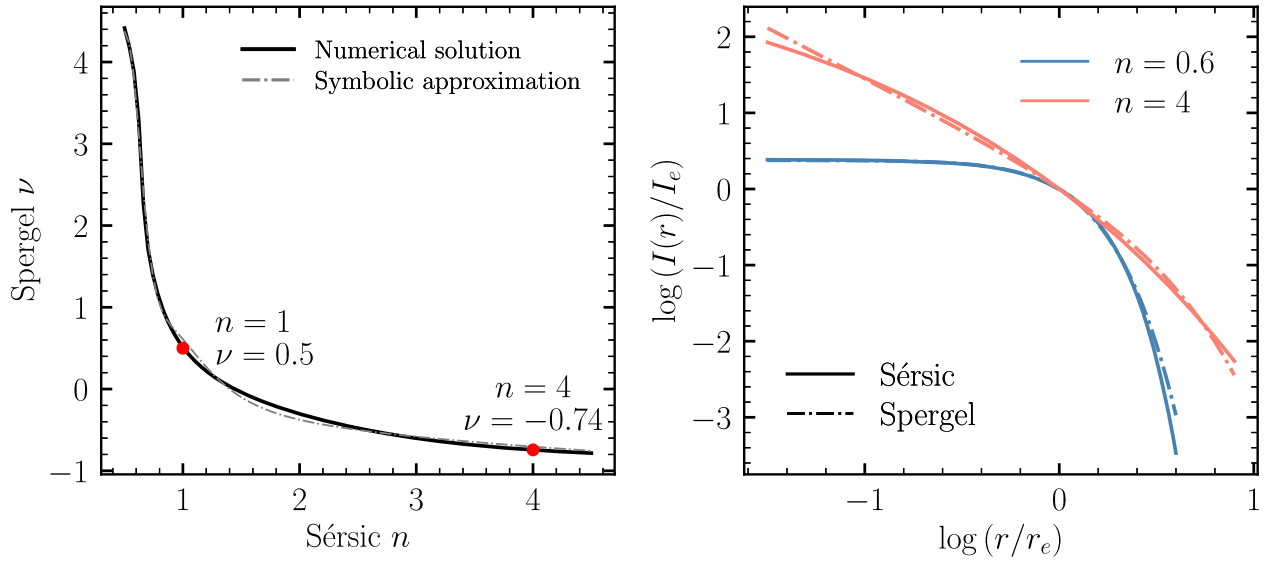 Numerical solution
Symbolic approximation
n = 1
ν = 0.5
n = 4
ν = −0.74
Spergel ν
4
3
2
1
0
−1
1
2
3
4
Sérsic n
n = 0.6
n = 4
Sérsic
Spergel
log (I(r)/I_e)
2
1
0
−1
−2
−3
−1
0
1
log (r/r_e)